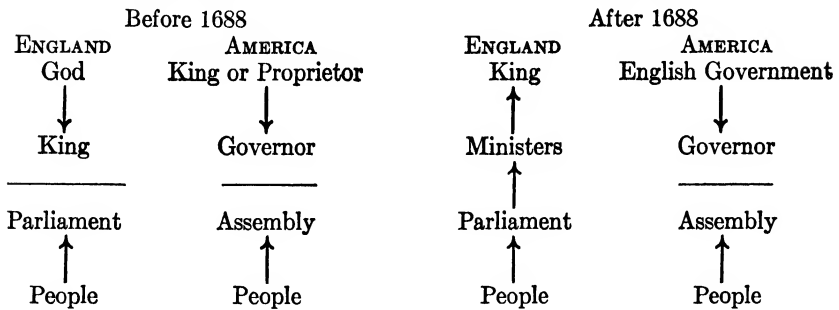 Before 1688 After 1688
ENGLAND AMERICA ENGLAND AMERICA
God King or Proprietor King English Government
King Governor Ministers Governor
Parliament Assembly Parliament Assembly
People People People People